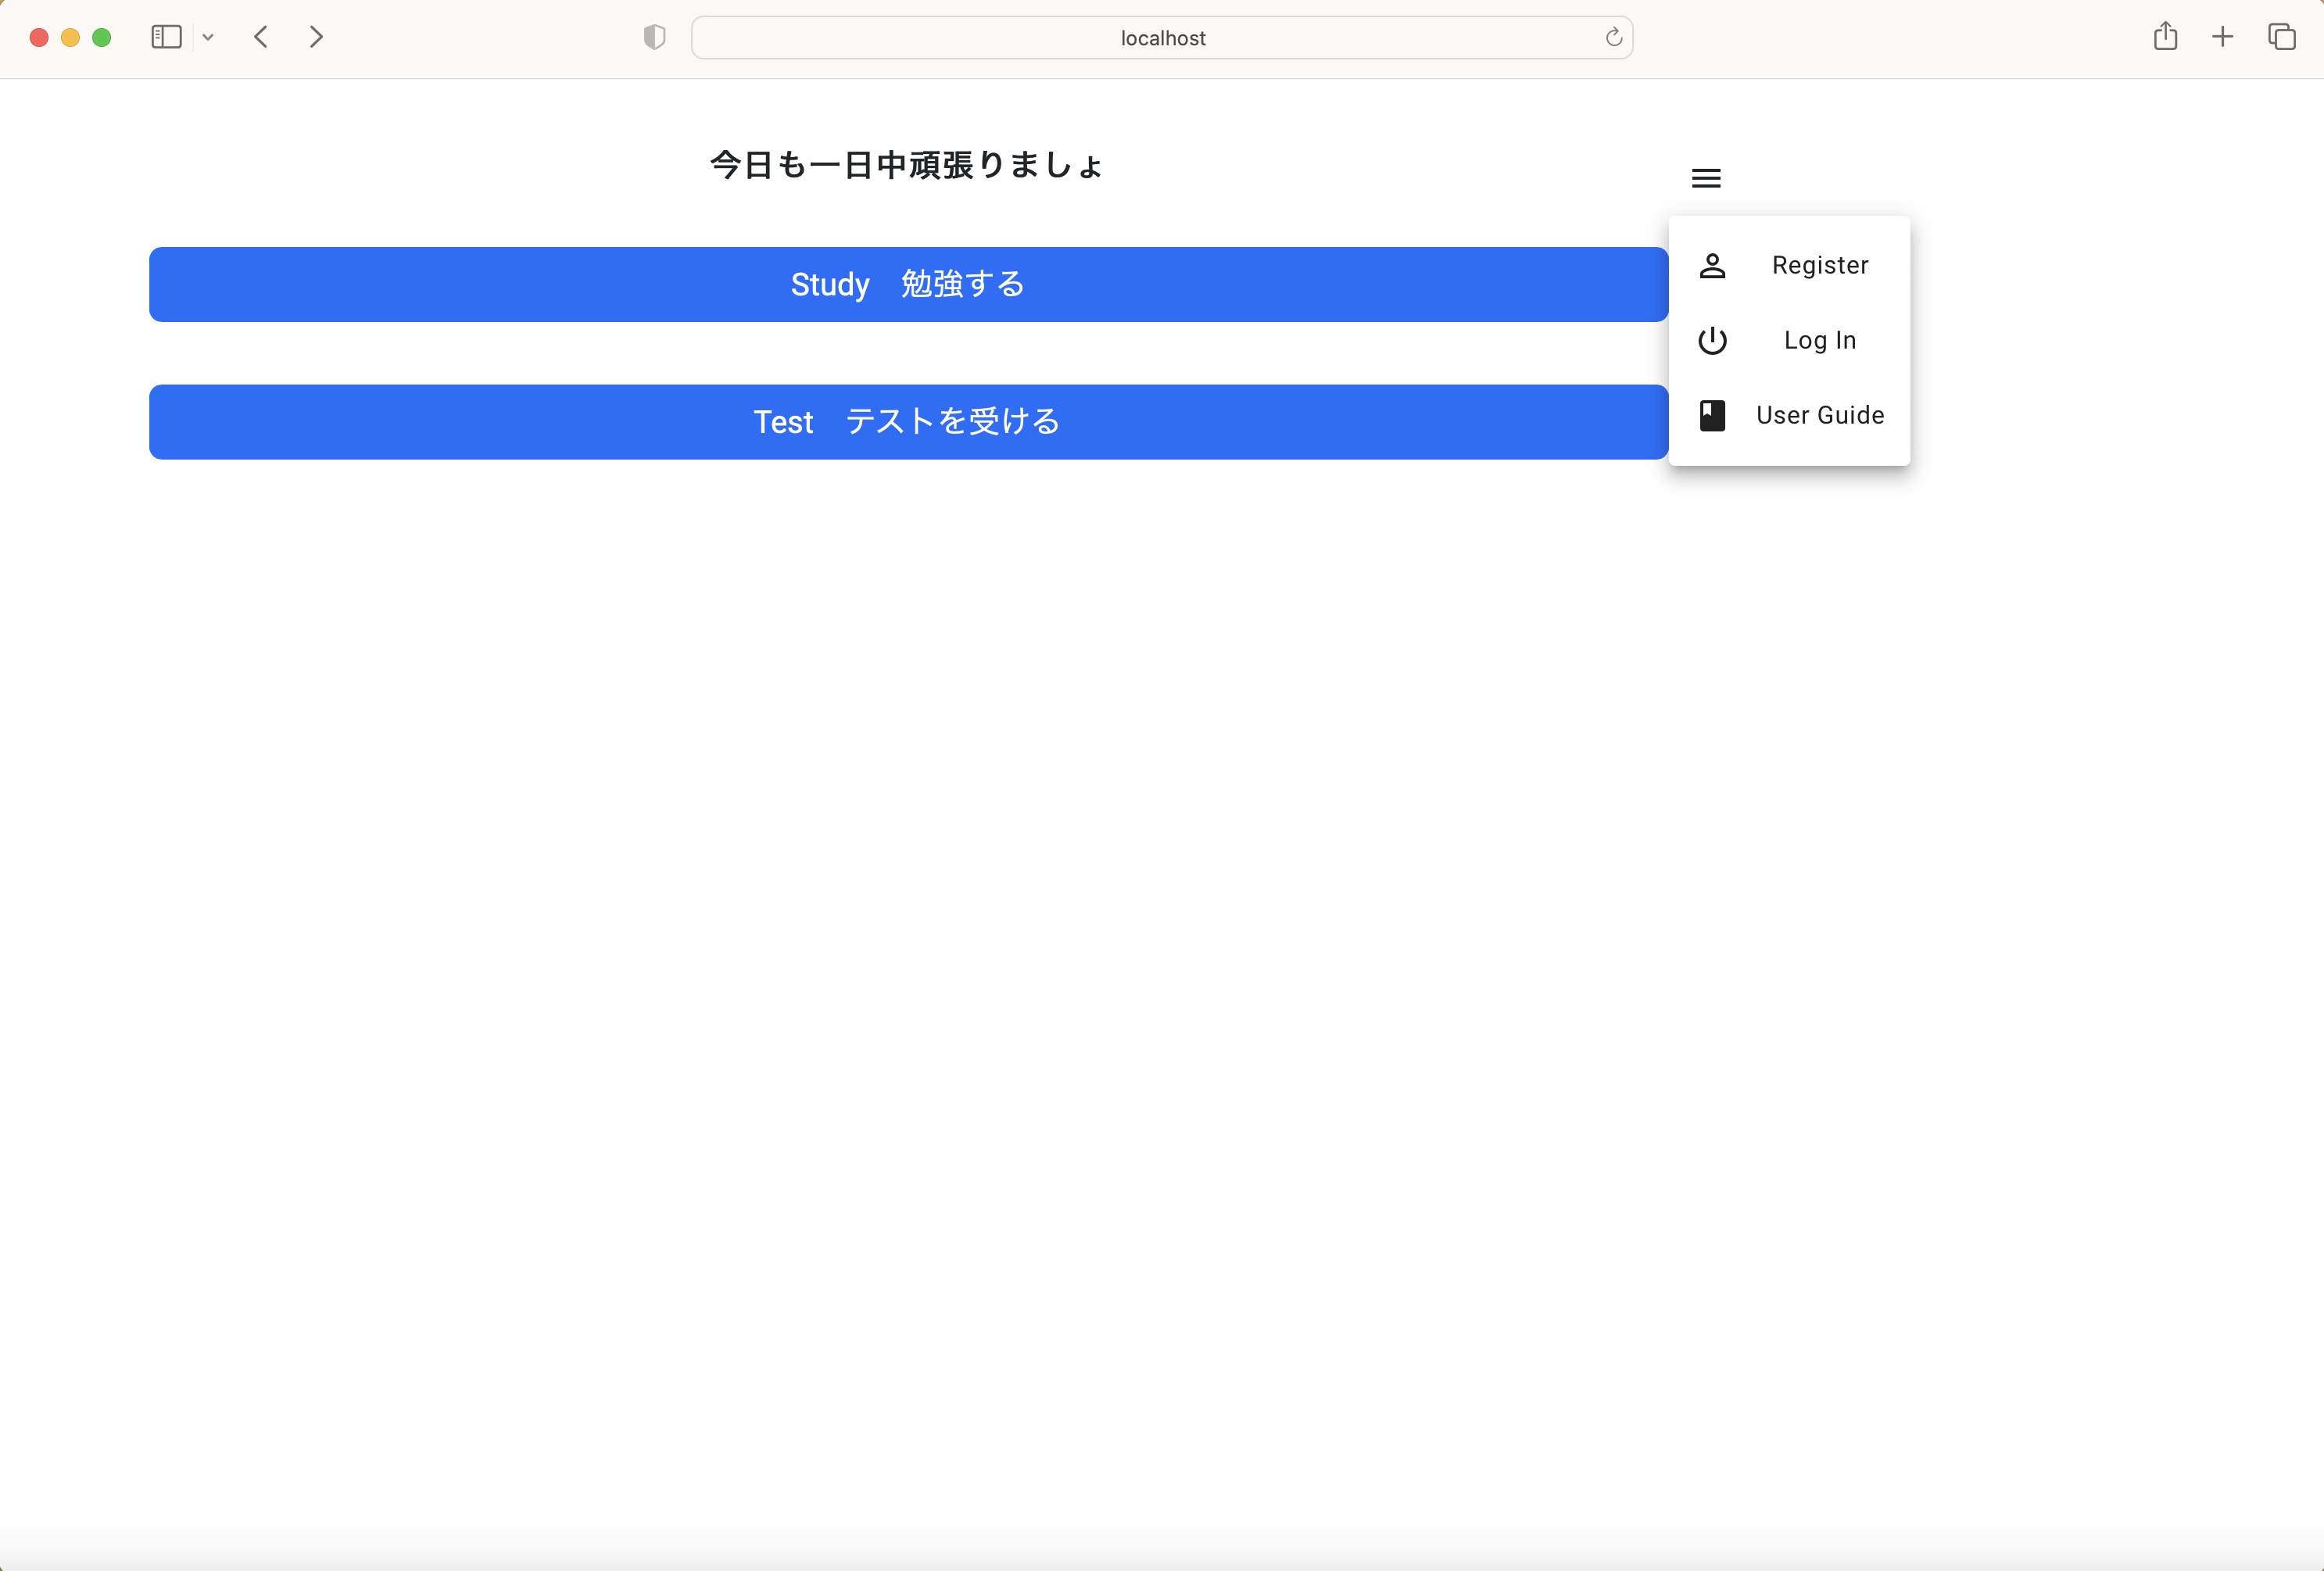 localhost
今日も一日中頑張りましょ
Study　勉強する
Test　テストを受ける
Register
Log In
User Guide